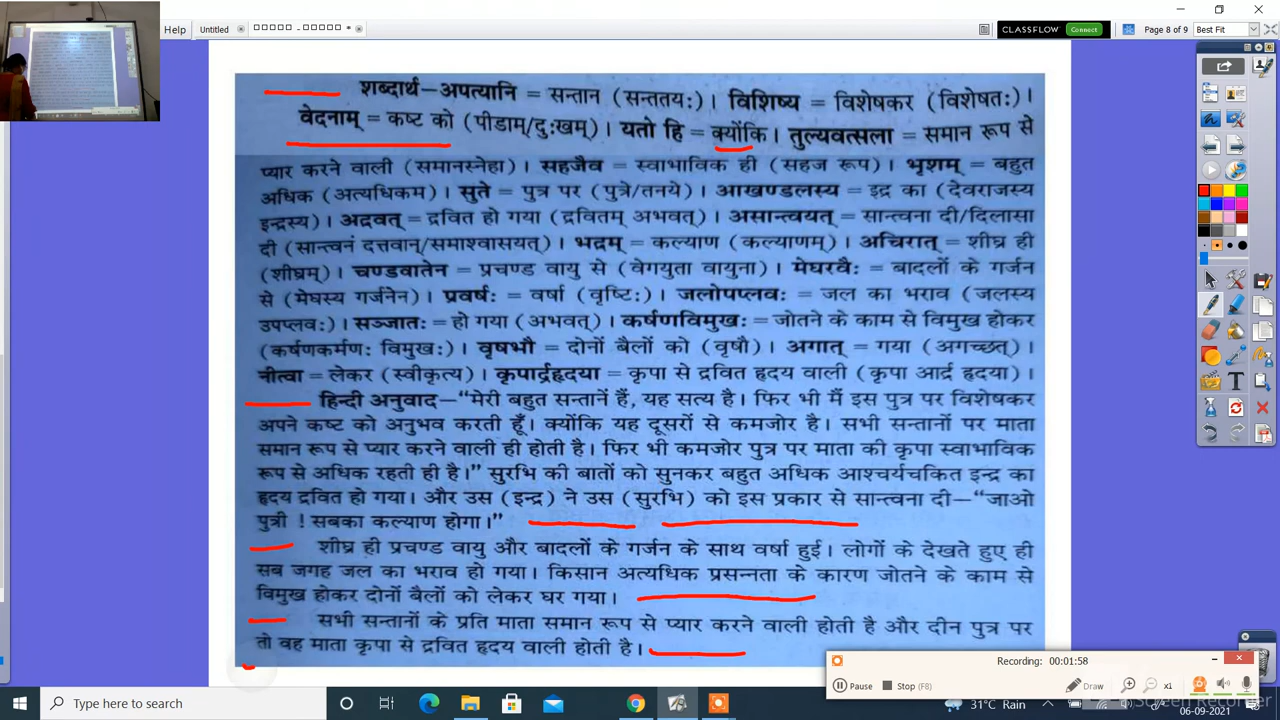 Help
Untitled
CLASSFLOW Connect
Page 8 of 9
Best Fit
शब्दार्थ–अपत्यानि = सन्तान (सन्ततयः)। विशिष्य = विशेषकर (विशेषतः)।
वेदनाम् = कष्ट को (पीडाम्/दुःखम्)। यतो हि = क्योंकि। तुल्यवत्सला = समान रूप से
प्यार करने वाली (समानस्नेहा)। सहजैव = स्वाभाविक ही (सहज रूप)। भृशम् = बहुत
अधिक (अत्यधिकम)। सुते = पुत्र पर (पुत्रे/तनये)। आखण्डलस्य = इद्र का (देवराजस्य
इन्द्रस्य)। अद्रवत् = द्रवित हो गया (द्रवितम् अभवत्)। असान्त्वयत् = सान्त्वना दी/दिलासा
दी (सान्त्वनं दत्तवान्/समाश्वासयत्)। भद्रम् = कल्याण (कल्याणम्)। अचिरात् = शीघ्र ही
(शीघ्रम्)। चण्डवातेन = प्रचण्ड वायु से (वेगयुता वायुना)। मेघरवैः = बादलों के गर्जन
से (मेघस्य गर्जनेन)। प्रवर्षः = वर्षा (वृष्टिः)। जलोपप्लवः = जल का भराव (जलस्य
उपप्लवः)। सञ्जातः = हो गया (अभवत्)। कर्षणविमुखः = जोतने के काम से विमुख होकर
(कर्षणकर्मणः विमुखः)। वृषभौ = दोनों बैलों को (वृषौ)। अगात् = गया (अगच्छत्)।
नीत्वा = लेकर (स्वीकृत्य)। कृपार्द्रहृदया = कृपा से द्रवित हृदय वाली (कृपा आर्द्र हृदया)।
हिन्दी अनुवाद–“मेरी बहुत सन्तानें हैं, यह सत्य है। फिर भी मैं इस पुत्र पर विशेषकर
अपने कष्ट को अनुभव करती हूँ। क्योंकि यह दूसरों से कमजोर है। सभी सन्तानों पर माता
समान रूप से प्यार करने वाली ही होती है। फिर भी कमजोर पुत्र पर माता की कृपा स्वाभाविक
रूप से अधिक रहती ही है।” सुरभि की बातों को सुनकर बहुत अधिक आश्चर्यचकित इन्द्र का
हृदय द्रवित हो गया। और उस (इन्द्र) ने उस (सुरभि) को इस प्रकार से सान्त्वना दी–“जाओ
पुत्री ! सबका कल्याण होगा।”
शीघ्र ही प्रचण्ड वायु और बादलों के गर्जन के साथ वर्षा हुई। लोगों के देखते हुए ही
सब जगह जल का भराव हो गया। किसान अत्यधिक प्रसन्नता के कारण जोतने के काम से
विमुख होकर दोनों बैलों को लेकर घर गया।
सभी सन्तानों के प्रति माता समान रूप से प्यार करने वाली होती है और दीन पुत्र पर
तो वह माता कृपा से द्रवित हृदय वाली होती है।
Recording: 00:01:58
Pause
Stop (F8)
Draw
x1
Type here to search
31°C Rain
06-09-2021